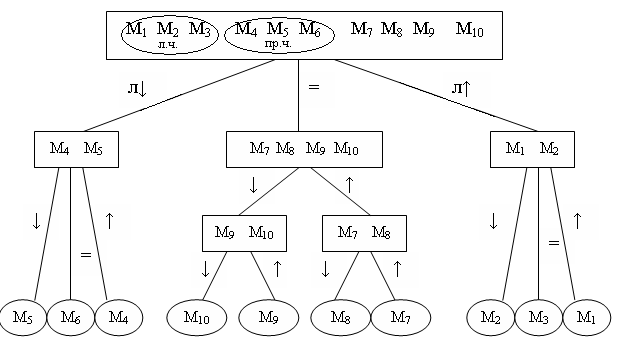 M₁ M₂ M₃ M₄ M₅ M₆ M₇ M₈ M₉ M₁₀
л.ч. пр.ч.
л↓ = л↑
M₄ M₅ M₇ M₈ M₉ M₁₀ M₁ M₂
↓ ↑
↓ = ↑ M₉ M₁₀ M₇ M₈ ↓ = ↑
↓ ↑ ↓ ↑
M₅ M₆ M₄ M₁₀ M₉ M₈ M₇ M₂ M₃ M₁